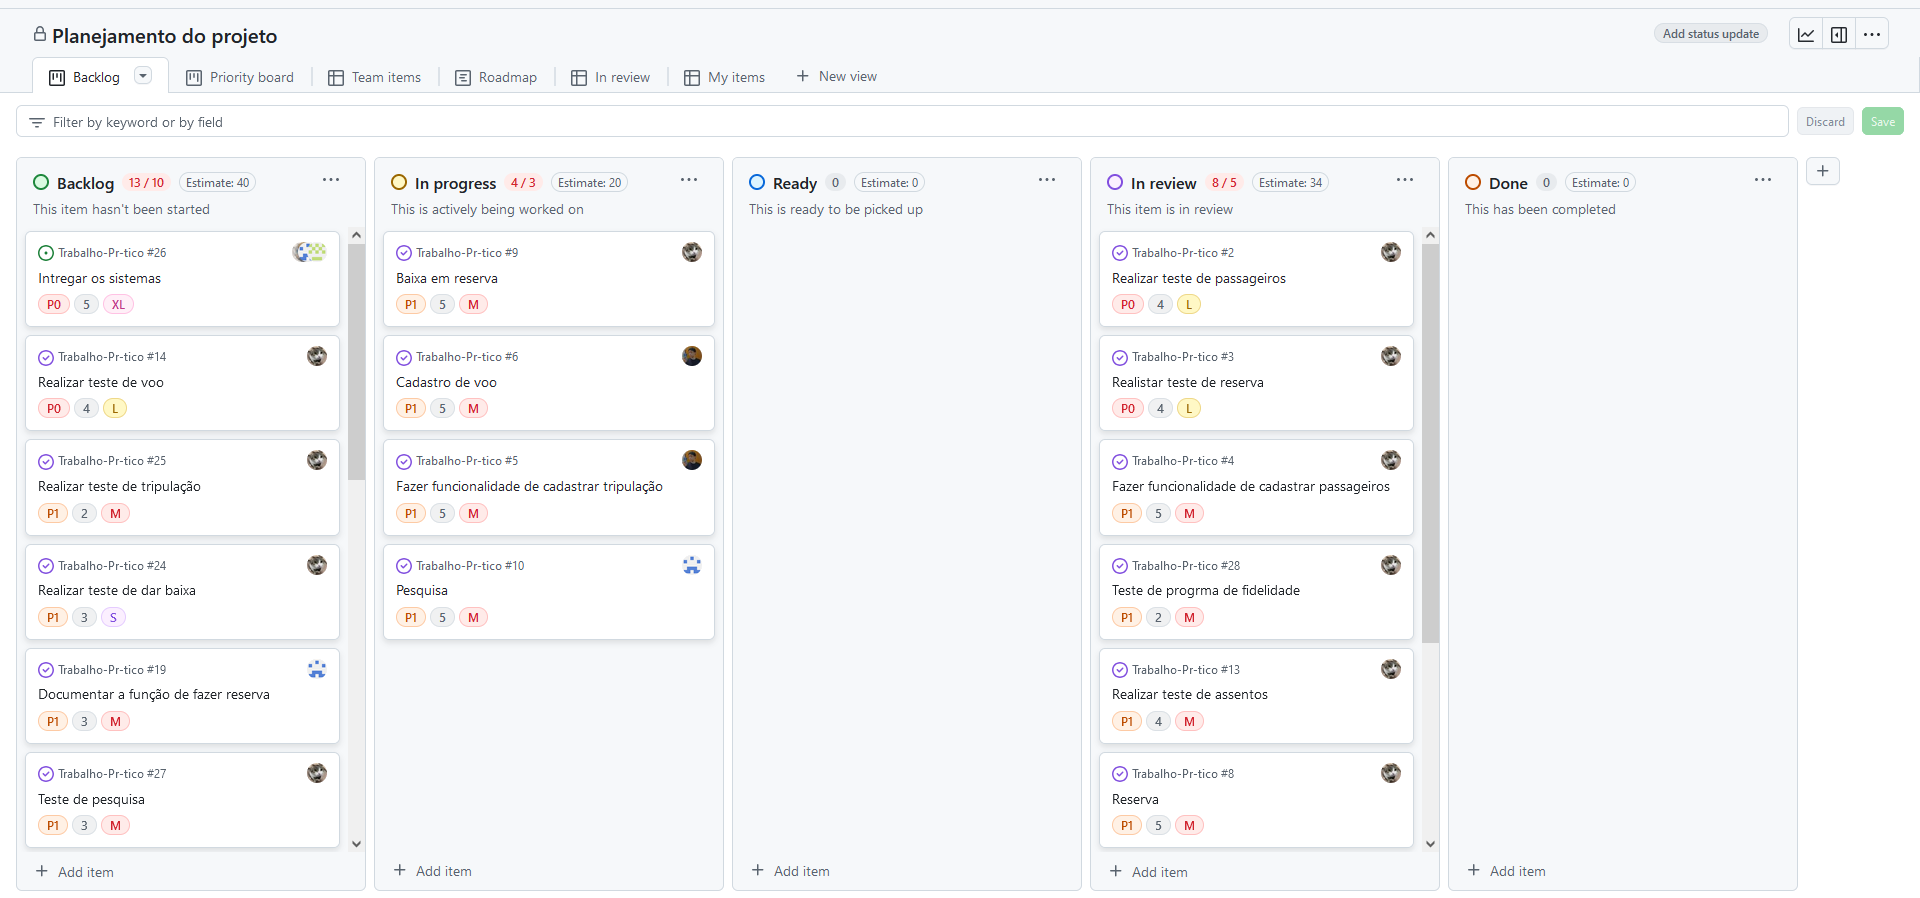 Planejamento do projeto
Add status update
Backlog
Priority board
Team items
Roadmap
In review
My items
New view
Filter by keyword or by field
Discard
Save
Backlog 13 / 10 Estimate: 40
This item hasn't been started
Trabalho-Pr-tico #26
Intregar os sistemas
P0 5 XL
Trabalho-Pr-tico #14
Realizar teste de voo
P0 4 L
Trabalho-Pr-tico #25
Realizar teste de tripulação
P1 2 M
Trabalho-Pr-tico #24
Realizar teste de dar baixa
P1 3 S
Trabalho-Pr-tico #19
Documentar a função de fazer reserva
P1 3 M
Trabalho-Pr-tico #27
Teste de pesquisa
P1 3 M
Add item
In progress 4 / 3 Estimate: 20
This is actively being worked on
Trabalho-Pr-tico #9
Baixa em reserva
P1 5 M
Trabalho-Pr-tico #6
Cadastro de voo
P1 5 M
Trabalho-Pr-tico #5
Fazer funcionalidade de cadastrar tripulação
P1 5 M
Trabalho-Pr-tico #10
Pesquisa
P1 5 M
Add item
Ready 0 Estimate: 0
This is ready to be picked up
Add item
In review 8 / 5 Estimate: 34
This item is in review
Trabalho-Pr-tico #2
Realizar teste de passageiros
P0 4 L
Trabalho-Pr-tico #3
Realistar teste de reserva
P0 4 L
Trabalho-Pr-tico #4
Fazer funcionalidade de cadastrar passageiros
P1 5 M
Trabalho-Pr-tico #28
Teste de progrma de fidelidade
P1 2 M
Trabalho-Pr-tico #13
Realizar teste de assentos
P1 4 M
Trabalho-Pr-tico #8
Reserva
P1 5 M
Add item
Done 0 Estimate: 0
This has been completed
Add item